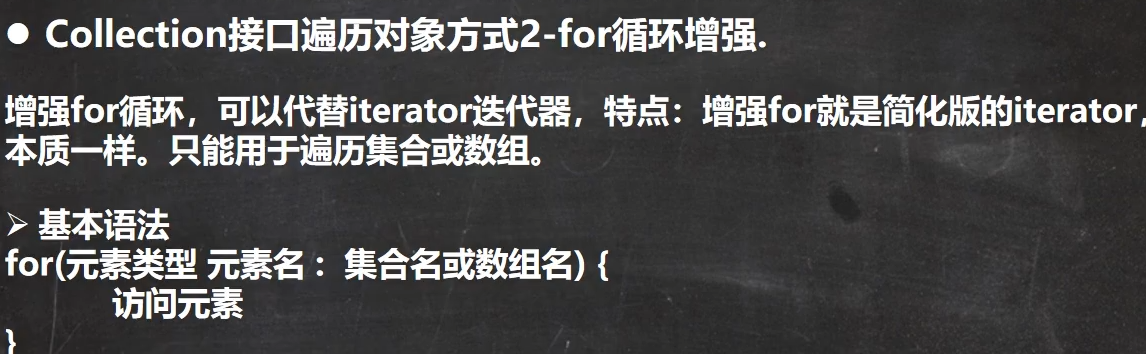 ● Collection接口遍历对象方式2-for循环增强.
增强for循环，可以代替iterator迭代器，特点：增强for就是简化版的iterator，
本质一样。只能用于遍历集合或数组。
➢ 基本语法
for(元素类型 元素名 : 集合名或数组名) {
访问元素
}